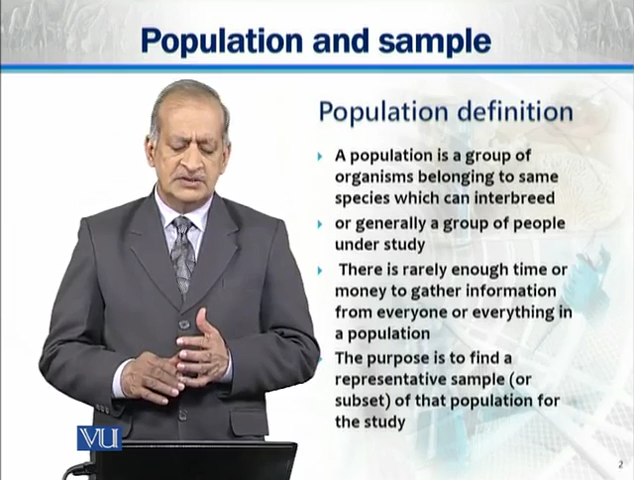 Population and sample
Population definition
A population is a group of
organisms belonging to same
species which can interbreed
or generally a group of people
under study
There is rarely enough time or
money to gather information
from everyone or everything in
a population
The purpose is to find a
representative sample (or
subset) of that population for
the study
VU
2